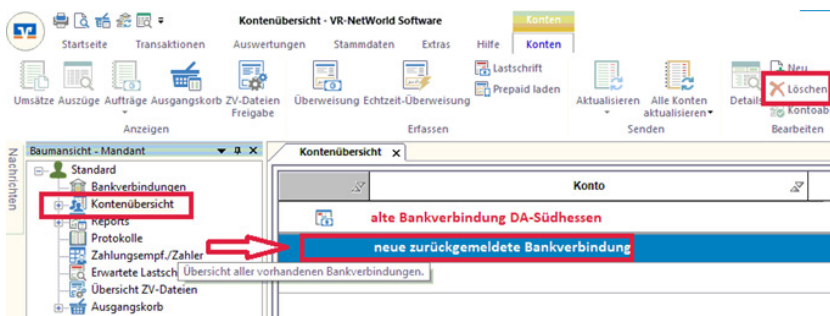 Kontenübersicht - VR-NetWorld Software
Konten
Startseite Transaktionen Auswertungen Stammdaten Extras Hilfe Konten
Umsätze Auszüge Aufträge Ausgangskorb ZV-Dateien Freigabe
Anzeigen
Überweisung Echtzeit-Überweisung
Lastschrift
Prepaid laden
Erfassen
Aktualisieren Alle Konten aktualisieren
Senden
Details
Neu
Löschen
Kontoab
Bearbeiten
Nachrichten
Baumansicht - Mandant
Standard
Bankverbindungen
Kontenübersicht
Reports
Protokolle
Zahlungsempf./Zahler
Erwartete Lastsch
Übersicht aller vorhandenen Bankverbindungen.
Übersicht ZV-Dateien
Ausgangskorb
Kontenübersicht x
Konto
alte Bankverbindung DA-Südhessen
neue zurückgemeldete Bankverbindung